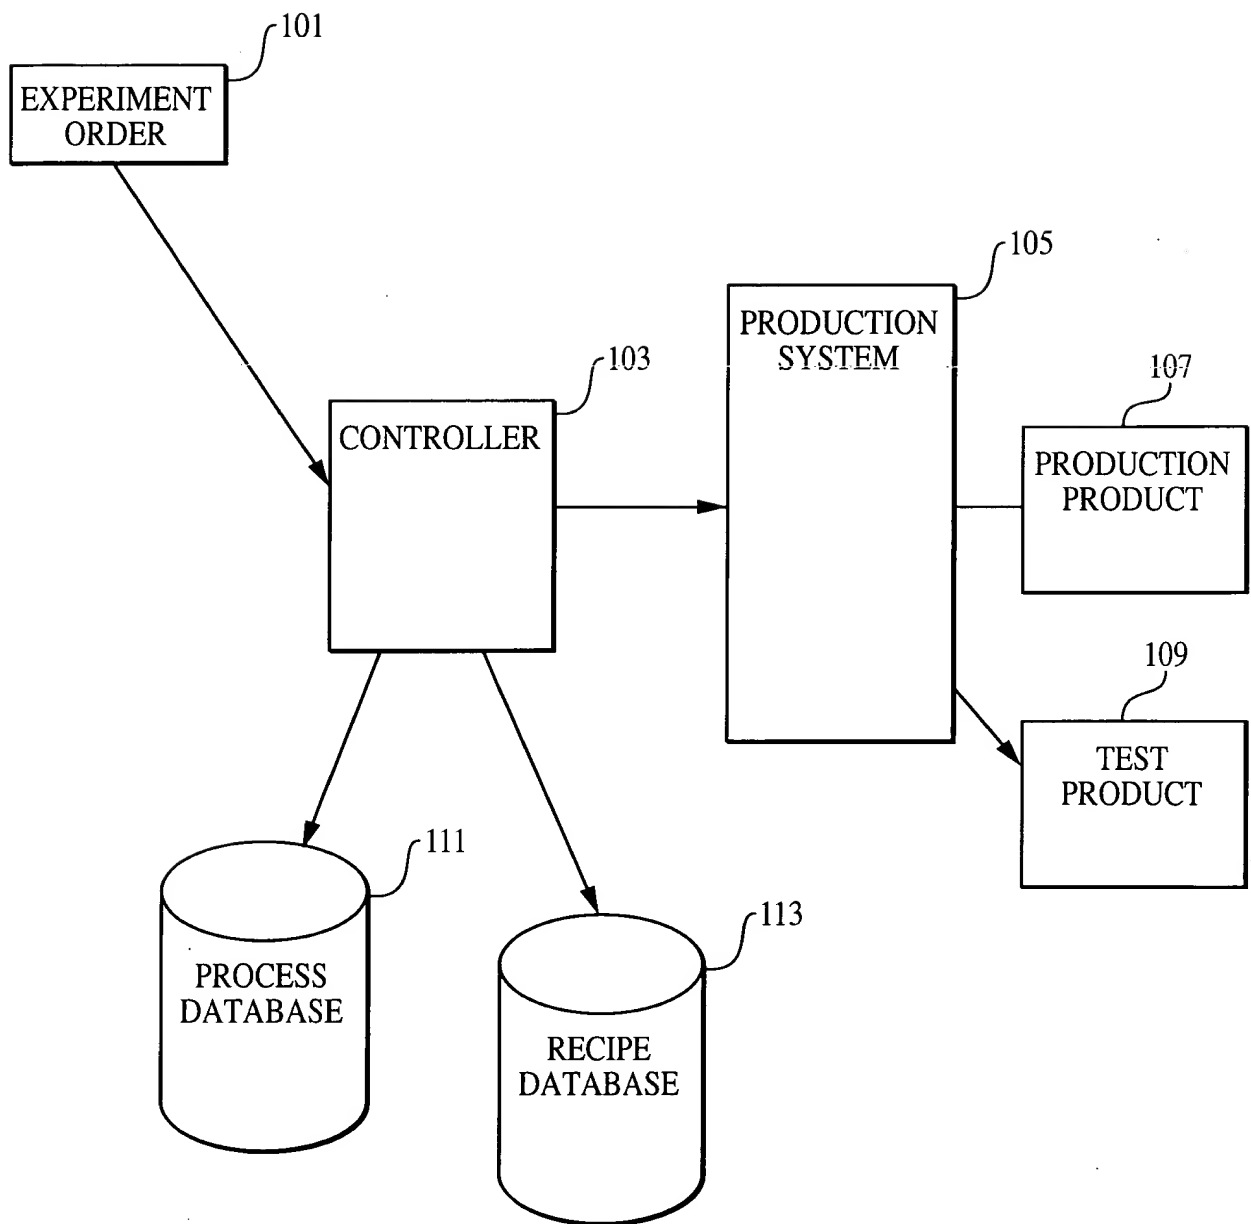 101
EXPERIMENT
ORDER
105
PRODUCTION
SYSTEM
103
CONTROLLER
107
PRODUCTION
PRODUCT
109
TEST
PRODUCT
111
PROCESS
DATABASE
113
RECIPE
DATABASE